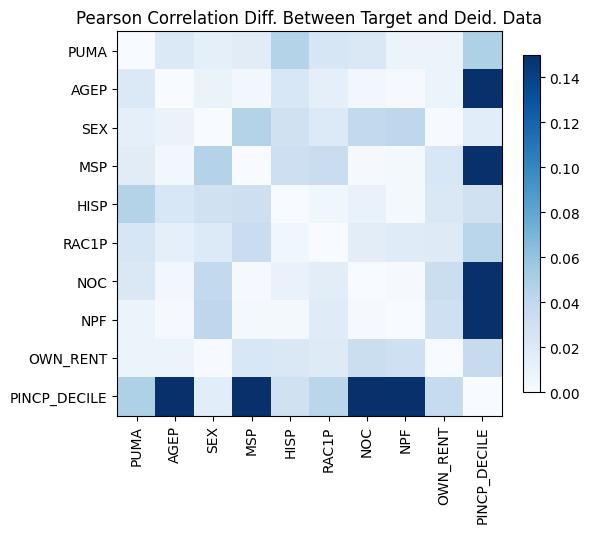 Pearson Correlation Diff. Between Target and Deid. Data
PUMA
AGEP
SEX
MSP
HISP
RAC1P
NOC
NPF
OWN_RENT
PINCP_DECILE
PUMA
AGEP
SEX
MSP
HISP
RAC1P
NOC
NPF
OWN_RENT
PINCP_DECILE
0.14
0.12
0.10
0.08
0.06
0.04
0.02
0.00